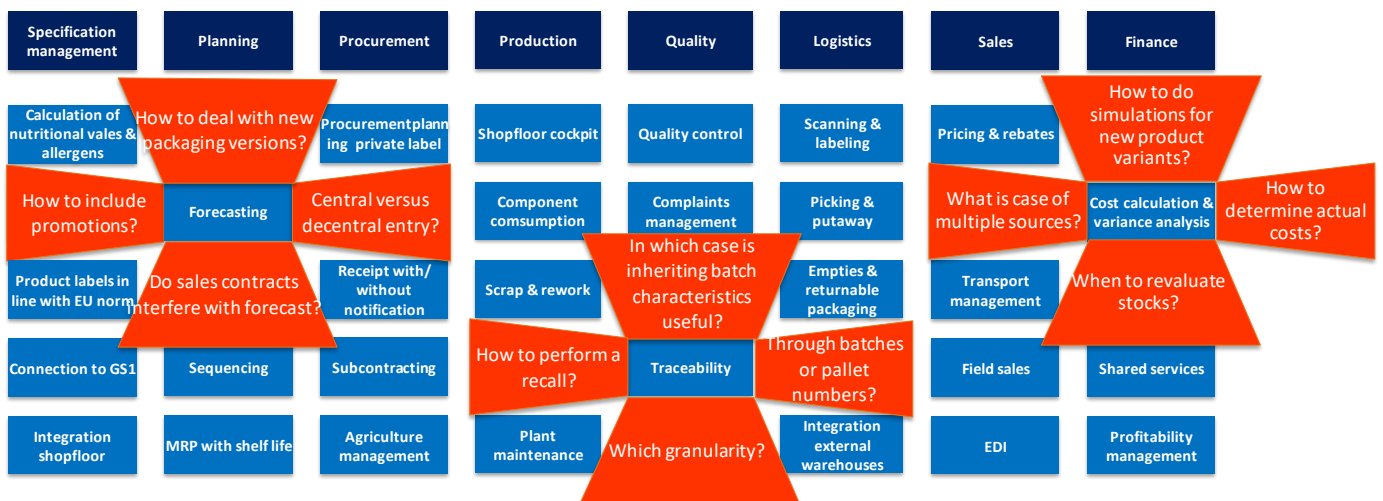 Specification
management
Planning
Procurement
Production
Quality
Logistics
Sales
Finance
Calculation of
nutritional vales &
allergens
How to deal with new
packaging versions?
Procurementplann
ing private label
Shopfloor cockpit
Quality control
Scanning &
labeling
Pricing & rebates
How to do
simulations for
new product
variants?
How to include
promotions?
Forecasting
Central versus
decentral entry?
Component
comsumption
Complaints
management
Picking &
putaway
What is case of
multiple sources?
Cost calculation &
variance analysis
How to
determine actual
costs?
Product labels in
line with EU norm
Do sales contracts
interfere with forecast?
Receipt with/
without
notification
Scrap & rework
In which case is
inheriting batch
characteristics
useful?
Empties &
returnable
packaging
Transport
management
When to revaluate
stocks?
Connection to GS1
Sequencing
Subcontracting
How to perform a
recall?
Traceability
Through batches
or pallet
numbers?
Field sales
Shared services
Integration
shopfloor
MRP with shelf life
Agriculture
management
Plant
maintenance
Which granularity?
Integration
external
warehouses
EDI
Profitability
management